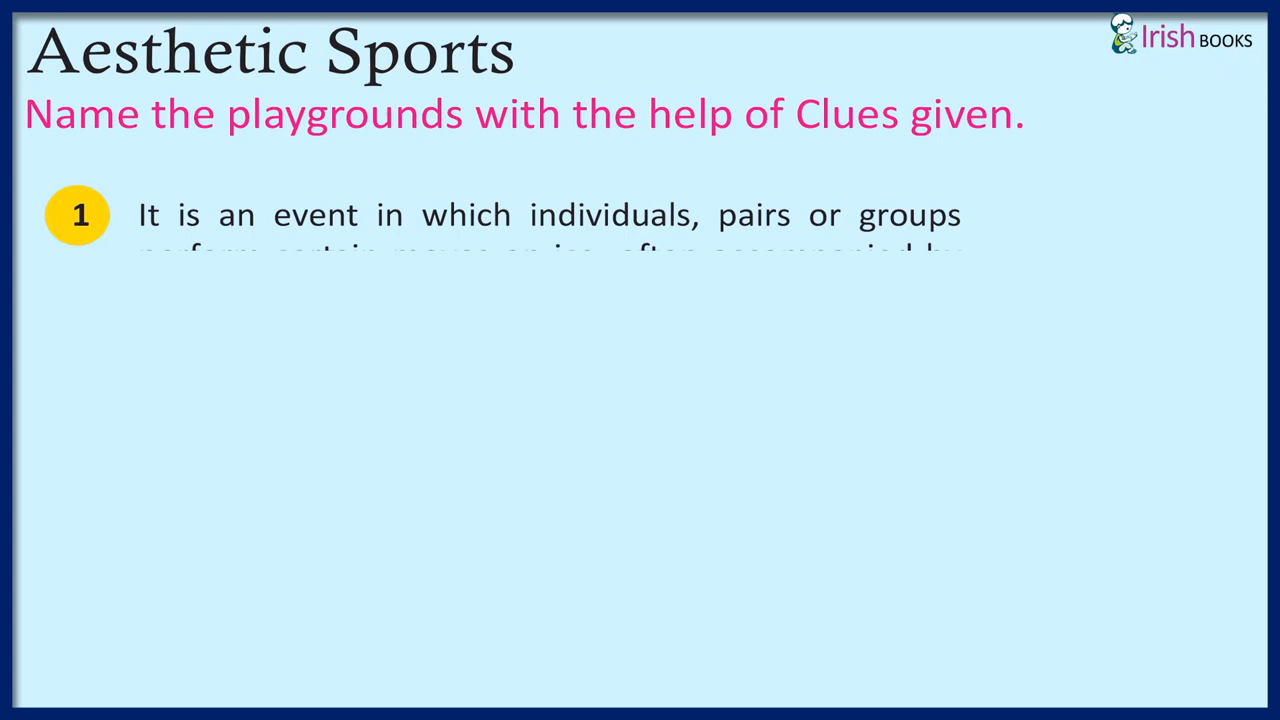 Aesthetic Sports
Irish BOOKS
Name the playgrounds with the help of Clues given.
1 It is an event in which individuals, pairs or groups